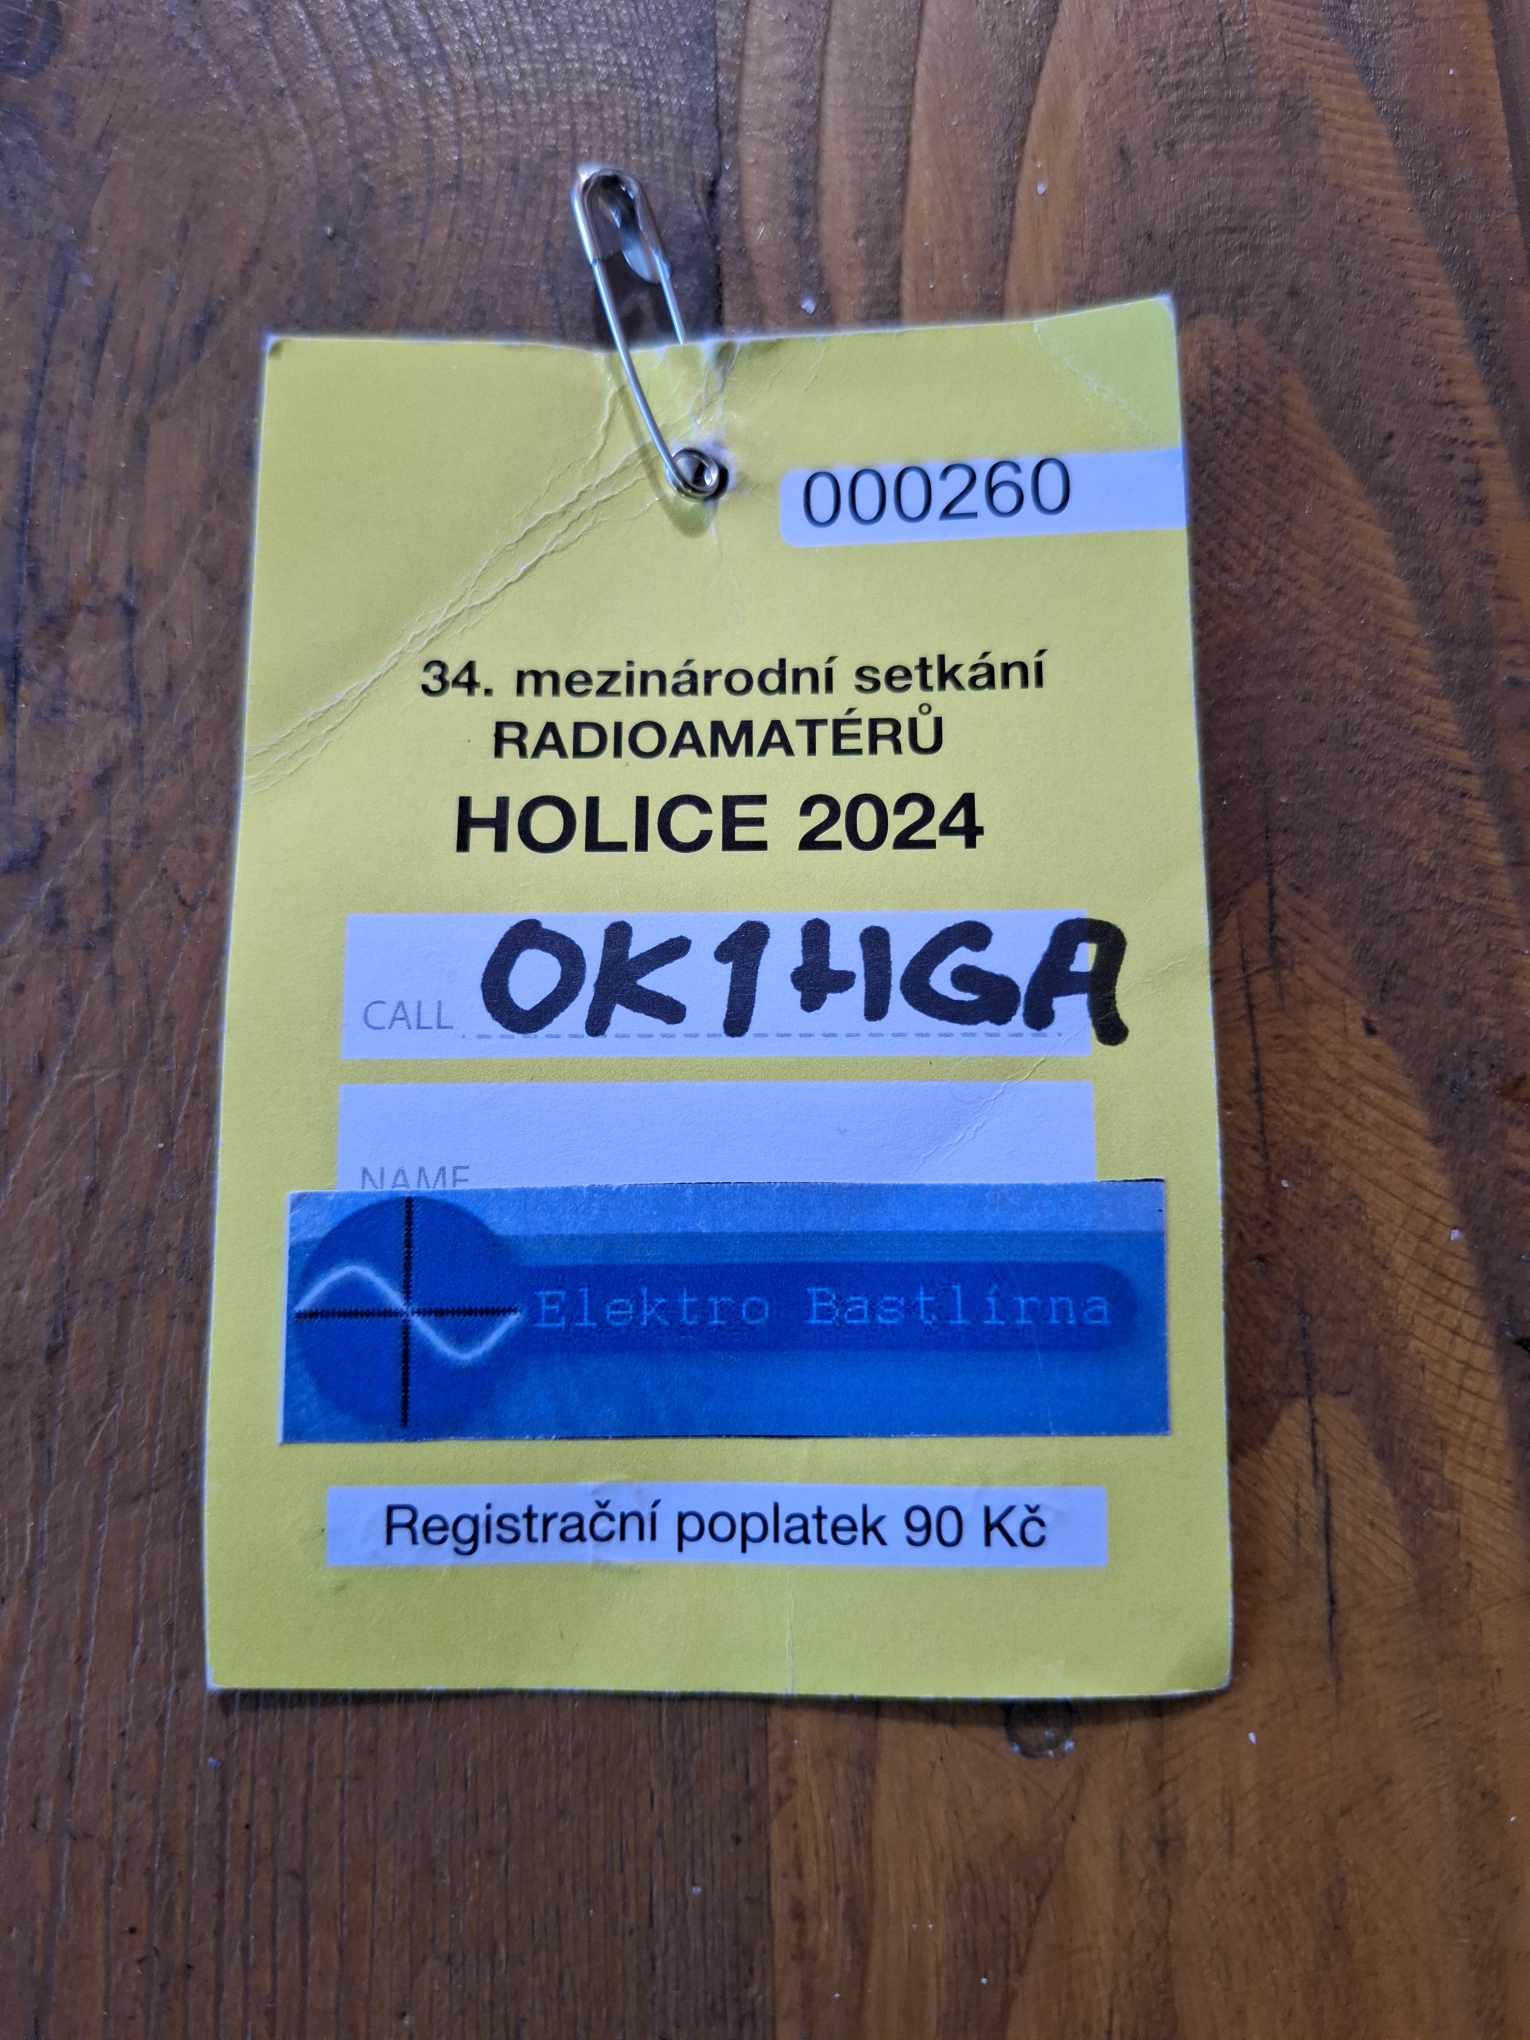 000260
34. mezinárodní setkání
RADIOAMATÉRŮ
HOLICE 2024
CALL OK1HGA
NAME
Elektro Bastlírna
Registrační poplatek 90 Kč